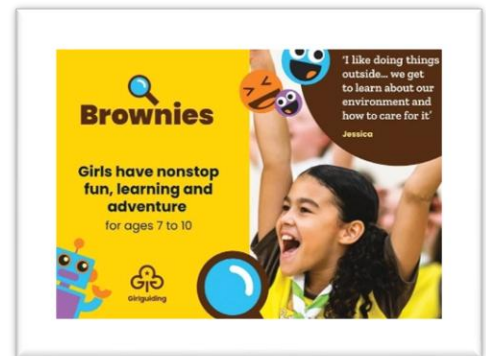 Brownies
Girls have nonstop
fun, learning and
adventure
for ages 7 to 10
Girlguiding
‘I like doing things
outside... we get
to learn about our
environment and
how to care for it’
Jessica